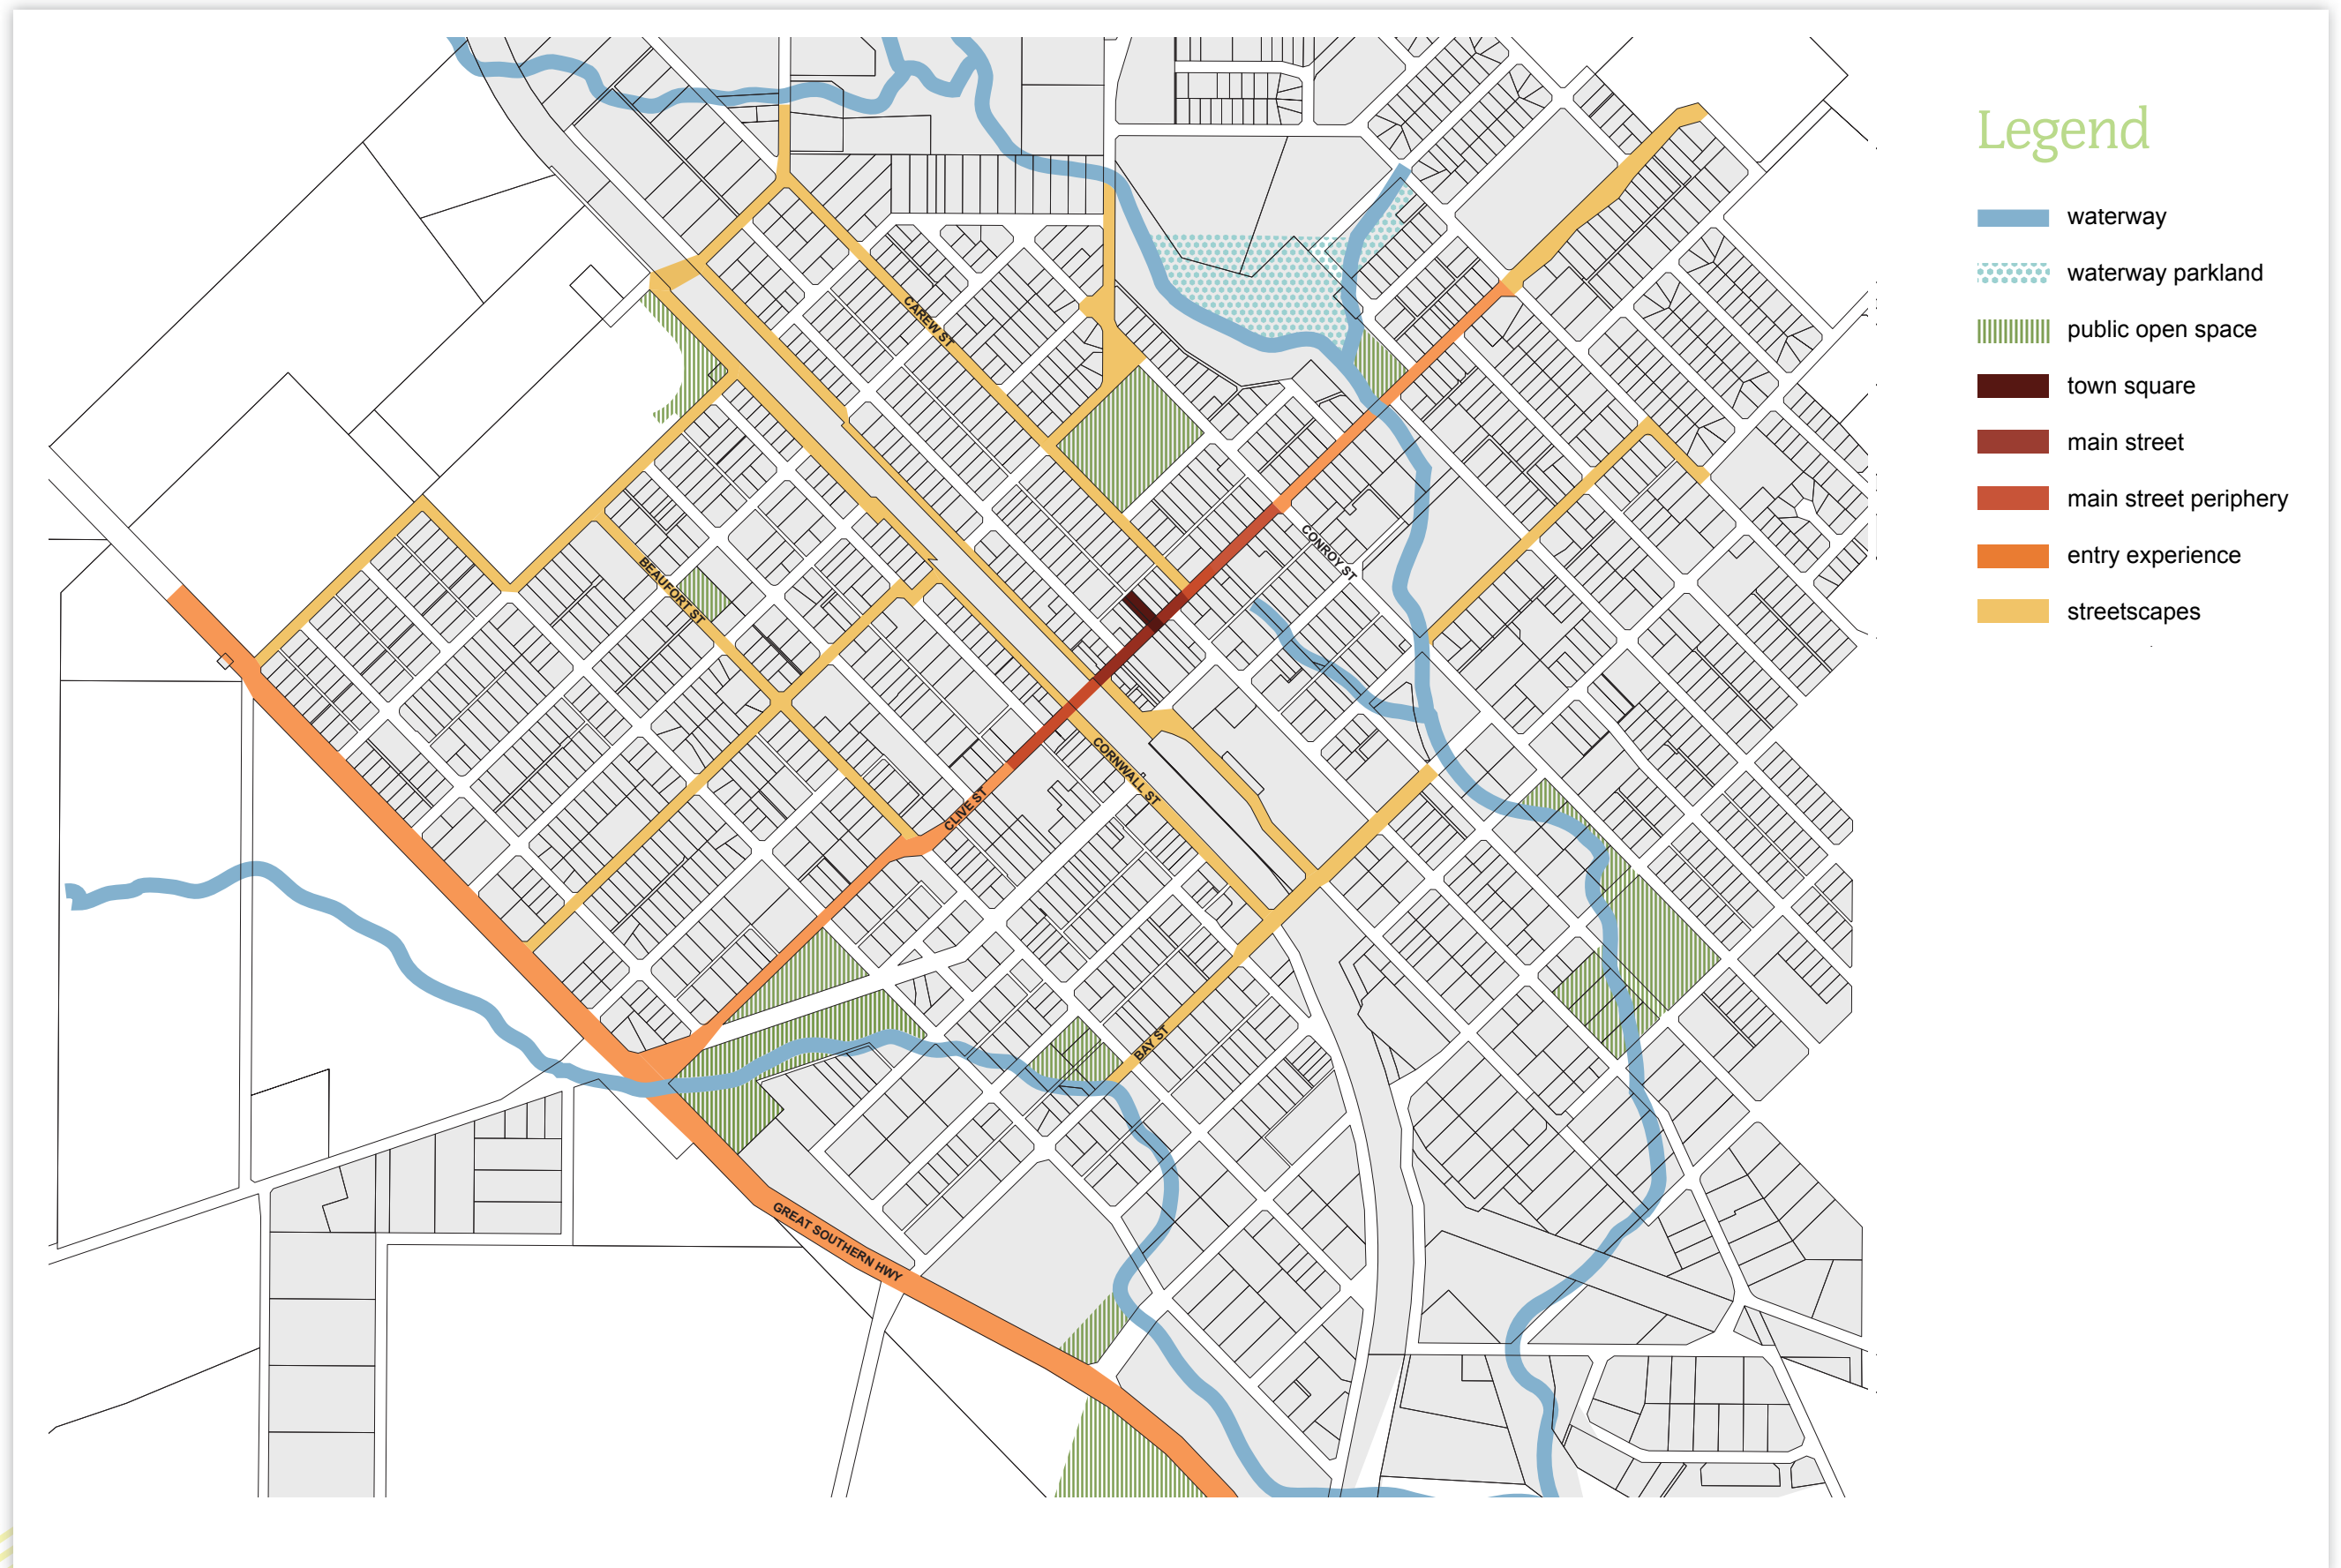 Legend
waterway
waterway parkland
public open space
town square
main street
main street periphery
entry experience
streetscapes
CAREW ST
CONROY ST
BEAUFORT ST
CORNWALL ST
CLIVE ST
BAY ST
GREAT SOUTHERN HWY